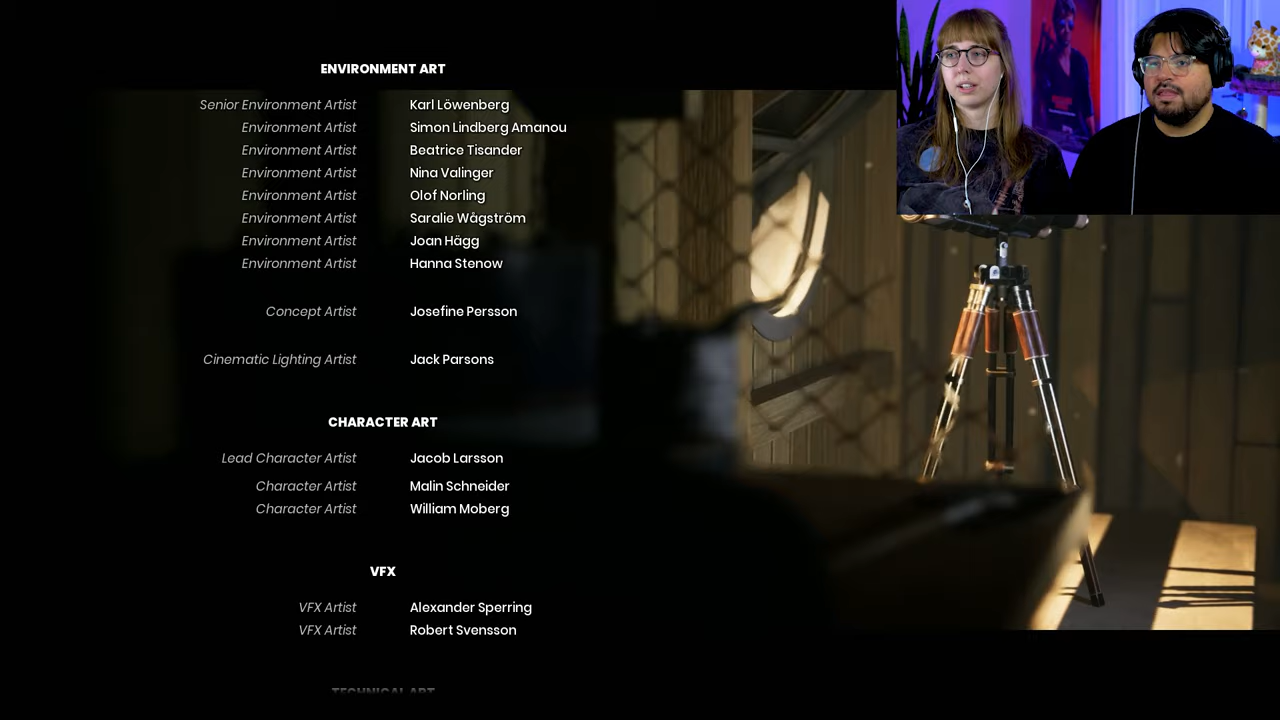 ENVIRONMENT ART
Senior Environment Artist Karl Löwenberg
Environment Artist Simon Lindberg Amanou
Environment Artist Beatrice Tisander
Environment Artist Nina Valinger
Environment Artist Olof Norling
Environment Artist Saralie Wågström
Environment Artist Joan Hägg
Environment Artist Hanna Stenow
Concept Artist Josefine Persson
Cinematic Lighting Artist Jack Parsons
CHARACTER ART
Lead Character Artist Jacob Larsson
Character Artist Malin Schneider
Character Artist William Moberg
VFX
VFX Artist Alexander Sperring
VFX Artist Robert Svensson
TECHNICAL ART